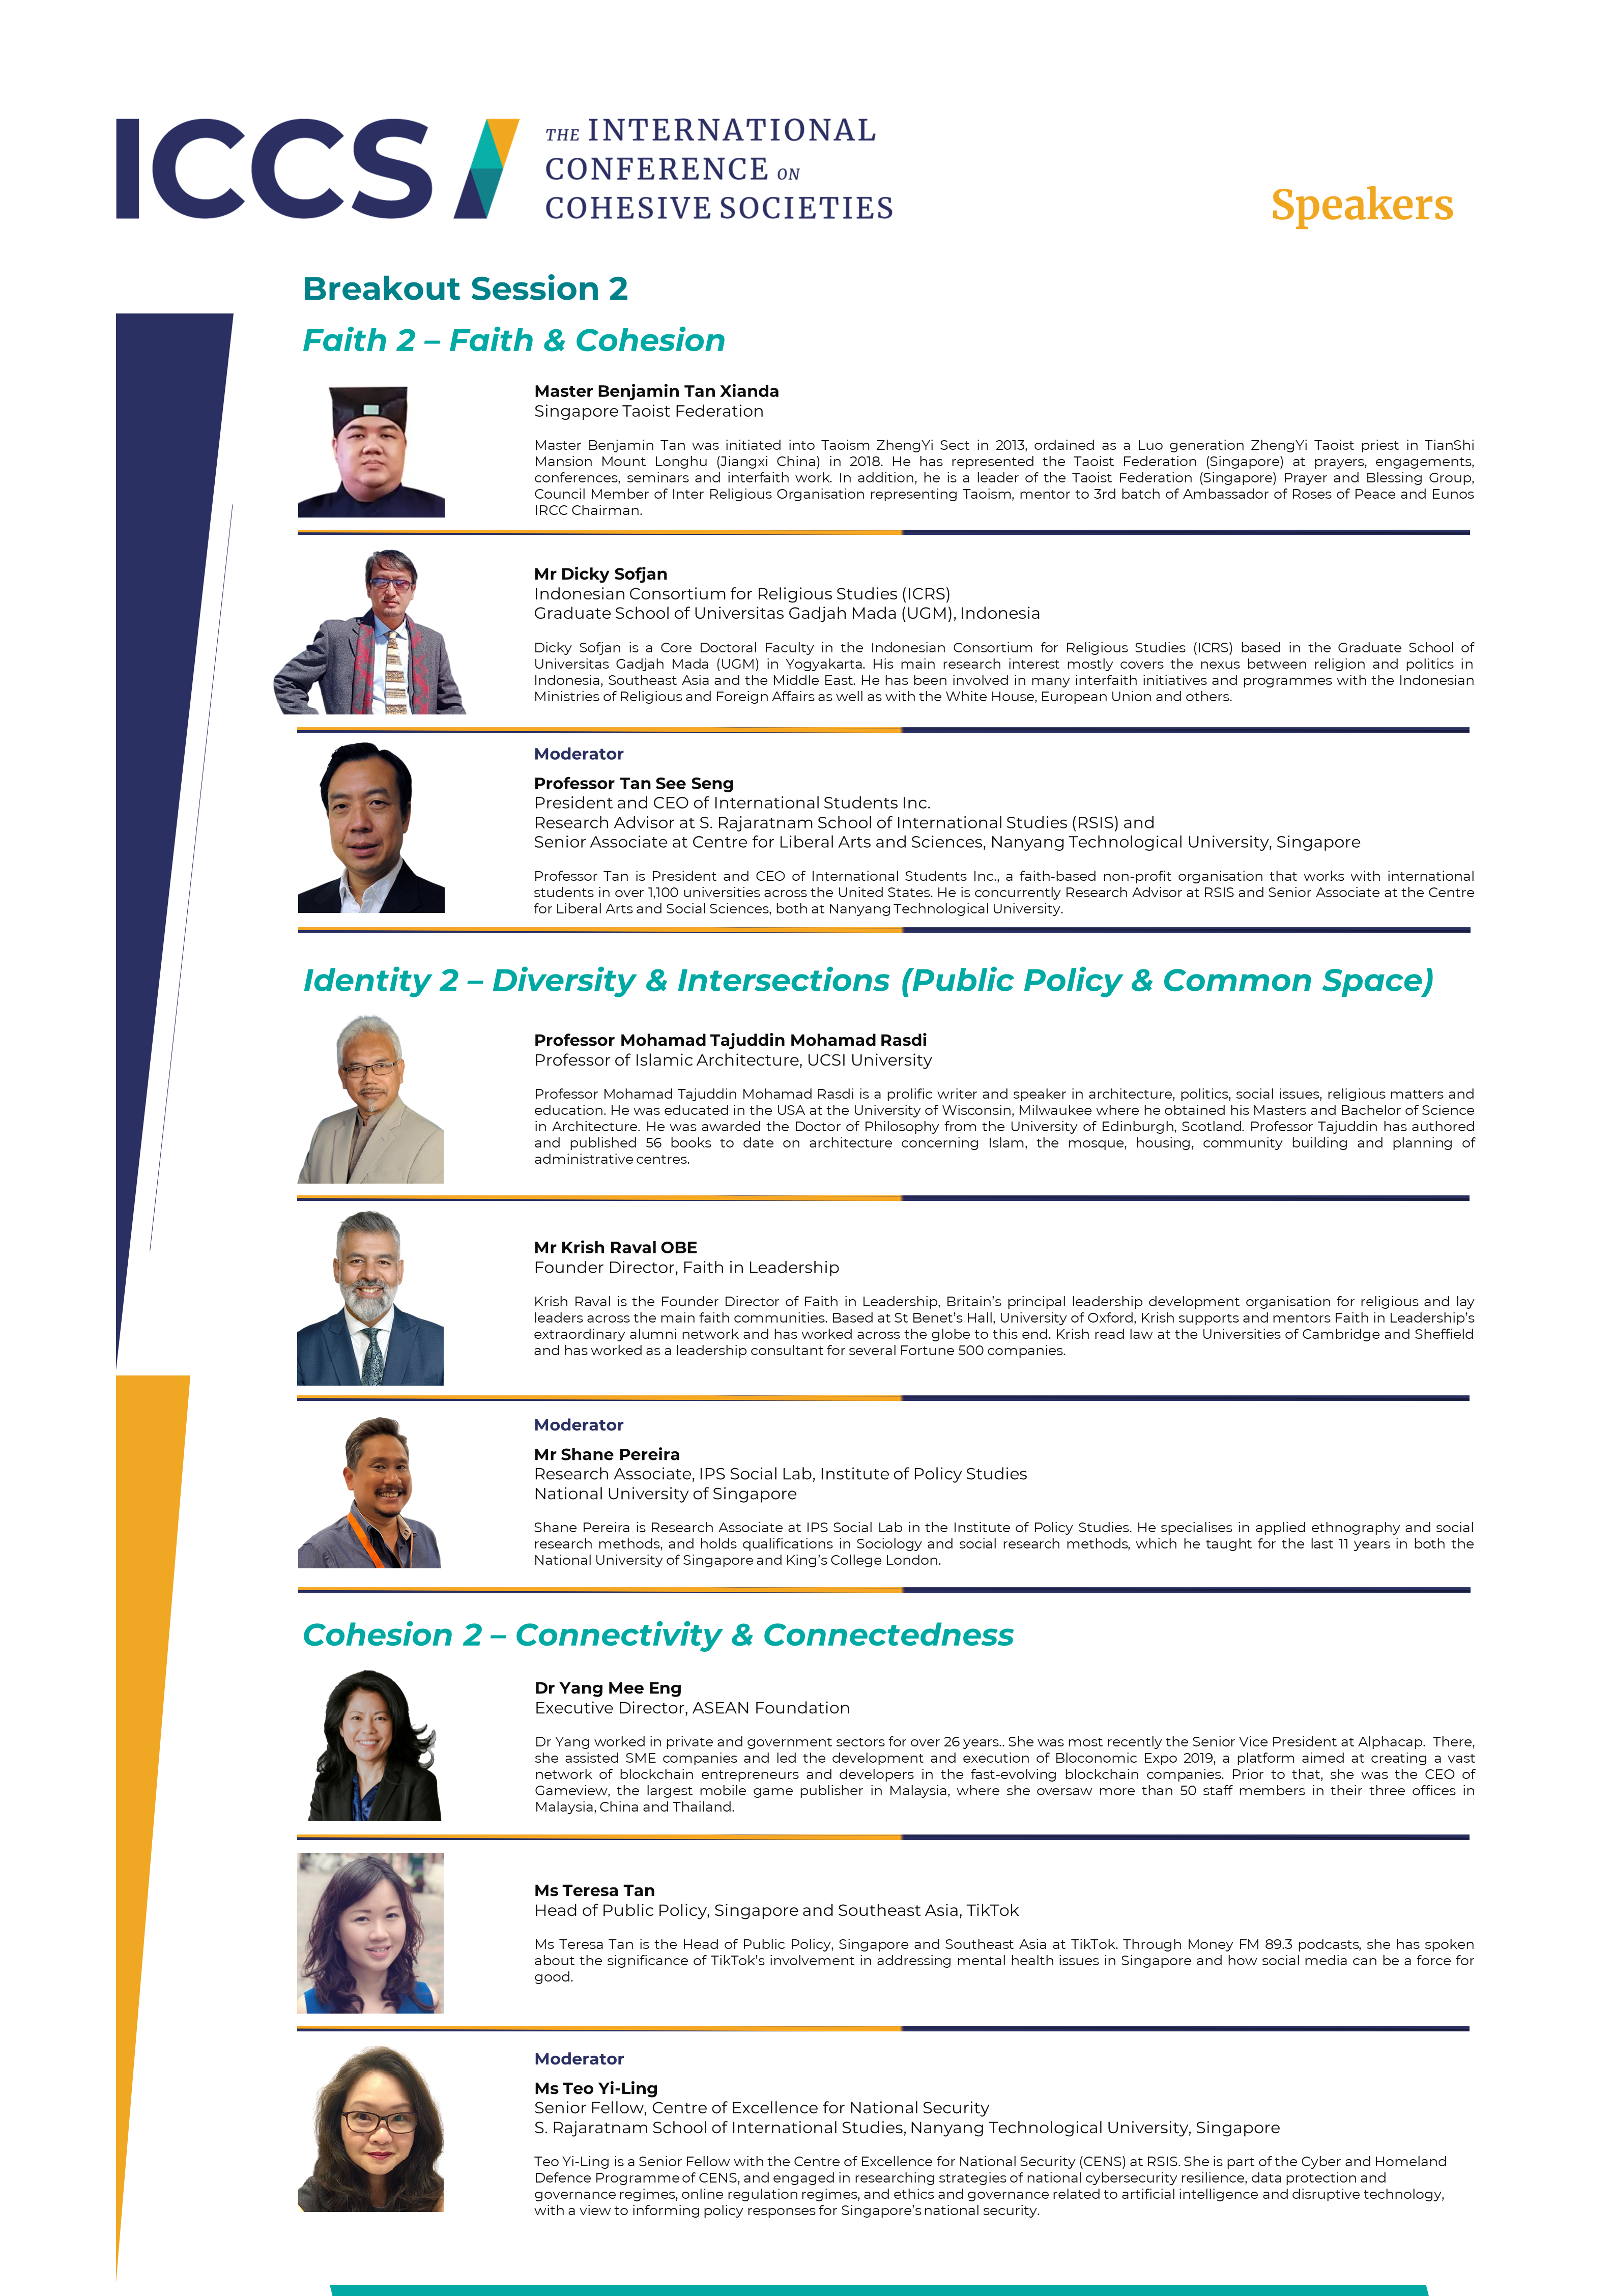 ICCS
THE INTERNATIONAL
CONFERENCE ON
COHESIVE SOCIETIES
Speakers
Breakout Session 2
Faith 2 – Faith & Cohesion
Master Benjamin Tan Xianda
Singapore Taoist Federation
Master Benjamin Tan was initiated into Taoism ZhengYi Sect in 2013, ordained as a Luo generation ZhengYi Taoist priest in TianShi
Mansion Mount Longhu (Jiangxi China) in 2018. He has represented the Taoist Federation (Singapore) at prayers, engagements,
conferences, seminars and interfaith work. In addition, he is a leader of the Taoist Federation (Singapore) Prayer and Blessing Group,
Council Member of Inter Religious Organisation representing Taoism, mentor to 3rd batch of Ambassador of Roses of Peace and Eunos
IRCC Chairman.
Mr Dicky Sofjan
Indonesian Consortium for Religious Studies (ICRS)
Graduate School of Universitas Gadjah Mada (UGM), Indonesia
Dicky Sofjan is a Core Doctoral Faculty in the Indonesian Consortium for Religious Studies (ICRS) based in the Graduate School of
Universitas Gadjah Mada (UGM) in Yogyakarta. His main research interest mostly covers the nexus between religion and politics in
Indonesia, Southeast Asia and the Middle East. He has been involved in many interfaith initiatives and programmes with the Indonesian
Ministries of Religious and Foreign Affairs as well as with the White House, European Union and others.
Moderator
Professor Tan See Seng
President and CEO of International Students Inc.
Research Advisor at S. Rajaratnam School of International Studies (RSIS) and
Senior Associate at Centre for Liberal Arts and Sciences, Nanyang Technological University, Singapore
Professor Tan is President and CEO of International Students Inc., a faith-based non-profit organisation that works with international
students in over 1,100 universities across the United States. He is concurrently Research Advisor at RSIS and Senior Associate at the Centre
for Liberal Arts and Social Sciences, both at Nanyang Technological University.
Identity 2 – Diversity & Intersections (Public Policy & Common Space)
Professor Mohamad Tajuddin Mohamad Rasdi
Professor of Islamic Architecture, UCSI University
Professor Mohamad Tajuddin Mohamad Rasdi is a prolific writer and speaker in architecture, politics, social issues, religious matters and
education. He was educated in the USA at the University of Wisconsin, Milwaukee where he obtained his Masters and Bachelor of Science
in Architecture. He was awarded the Doctor of Philosophy from the University of Edinburgh, Scotland. Professor Tajuddin has authored
and published 56 books to date on architecture concerning Islam, the mosque, housing, community building and planning of
administrative centres.
Mr Krish Raval OBE
Founder Director, Faith in Leadership
Krish Raval is the Founder Director of Faith in Leadership, Britain’s principal leadership development organisation for religious and lay
leaders across the main faith communities. Based at St Benet’s Hall, University of Oxford, Krish supports and mentors Faith in Leadership’s
extraordinary alumni network and has worked across the globe to this end. Krish read law at the Universities of Cambridge and Sheffield
and has worked as a leadership consultant for several Fortune 500 companies.
Moderator
Mr Shane Pereira
Research Associate, IPS Social Lab, Institute of Policy Studies
National University of Singapore
Shane Pereira is Research Associate at IPS Social Lab in the Institute of Policy Studies. He specialises in applied ethnography and social
research methods, and holds qualifications in Sociology and social research methods, which he taught for the last 11 years in both the
National University of Singapore and King’s College London.
Cohesion 2 – Connectivity & Connectedness
Dr Yang Mee Eng
Executive Director, ASEAN Foundation
Dr Yang worked in private and government sectors for over 26 years.. She was most recently the Senior Vice President at Alphacap. There,
she assisted SME companies and led the development and execution of Bloconomic Expo 2019, a platform aimed at creating a vast
network of blockchain entrepreneurs and developers in the fast-evolving blockchain companies. Prior to that, she was the CEO of
Gameview, the largest mobile game publisher in Malaysia, where she oversaw more than 50 staff members in their three offices in
Malaysia, China and Thailand.
Ms Teresa Tan
Head of Public Policy, Singapore and Southeast Asia, TikTok
Ms Teresa Tan is the Head of Public Policy, Singapore and Southeast Asia at TikTok. Through Money FM 89.3 podcasts, she has spoken
about the significance of TikTok’s involvement in addressing mental health issues in Singapore and how social media can be a force for
good.
Moderator
Ms Teo Yi-Ling
Senior Fellow, Centre of Excellence for National Security
S. Rajaratnam School of International Studies, Nanyang Technological University, Singapore
Teo Yi-Ling is a Senior Fellow with the Centre of Excellence for National Security (CENS) at RSIS. She is part of the Cyber and Homeland
Defence Programme of CENS, and engaged in researching strategies of national cybersecurity resilience, data protection and
governance regimes, online regulation regimes, and ethics and governance related to artificial intelligence and disruptive technology,
with a view to informing policy responses for Singapore’s national security.